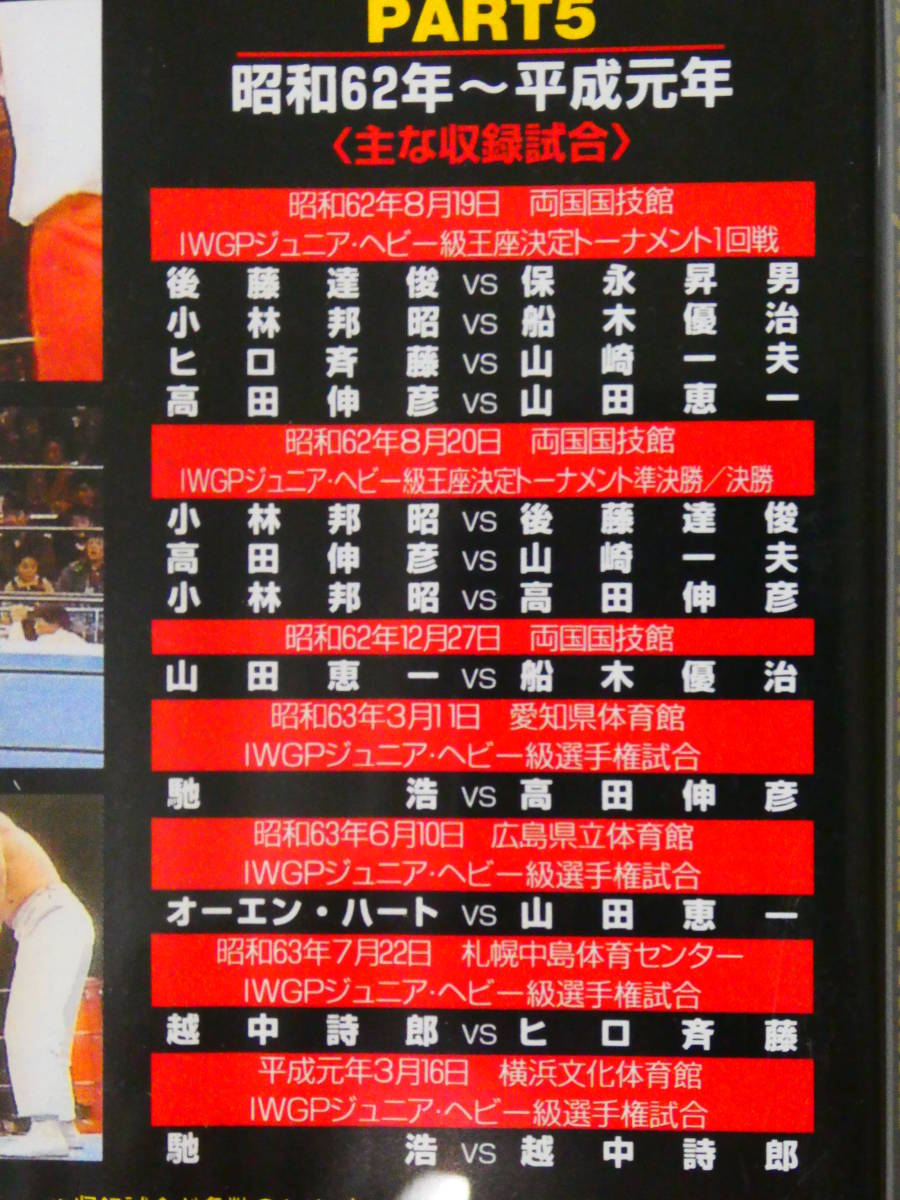 PART5
昭和62年～平成元年
〈主な収録試合〉
昭和62年8月19日 両国国技館
IWGPジュニア・ヘビー級王座決定トーナメント1回戦
後藤達俊 VS 保永昇男
小林邦昭 VS 船木優治
ヒロ斉藤 VS 山崎一夫
高田伸彦 VS 山田恵一
昭和62年8月20日 両国国技館
IWGPジュニア・ヘビー級王座決定トーナメント準決勝／決勝
小林邦昭 VS 後藤達俊
高田伸彦 VS 山崎一夫
小林邦昭 VS 高田伸彦
昭和62年12月27日 両国国技館
山田恵一 VS 船木優治
昭和63年3月11日 愛知県体育館
IWGPジュニア・ヘビー級選手権試合
馳浩 VS 高田伸彦
昭和63年6月10日 広島県立体育館
IWGPジュニア・ヘビー級選手権試合
オーエン・ハート VS 山田恵一
昭和63年7月22日 札幌中島体育センター
IWGPジュニア・ヘビー級選手権試合
越中詩郎 VS ヒロ斉藤
平成元年3月16日 横浜文化体育館
IWGPジュニア・ヘビー級選手権試合
馳浩 VS 越中詩郎